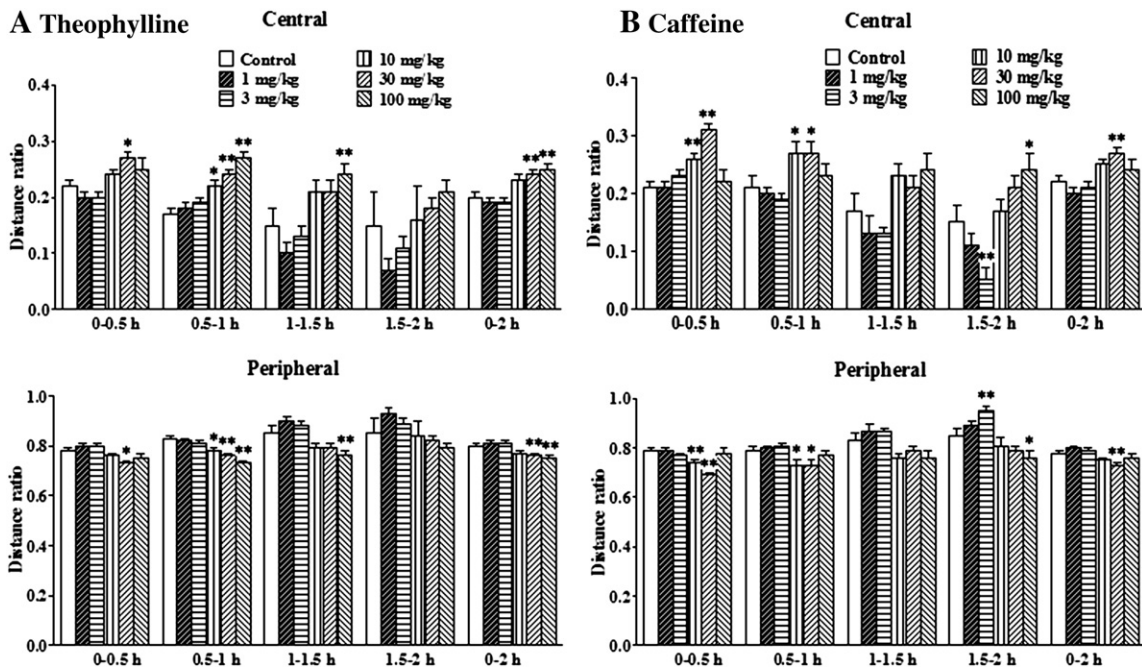 A Theophylline
Central
Control
1 mg/kg
3 mg/kg
10 mg/kg
30 mg/kg
100 mg/kg
Distance ratio
0.4
0.3
0.2
0.1
0.0
*
* ** **
**
** **
0-0.5 h 0.5-1 h 1-1.5 h 1.5-2 h 0-2 h
Peripheral
Distance ratio
1.0
0.8
0.6
0.4
0.2
0.0
*
* ** **
**
** **
0-0.5 h 0.5-1 h 1-1.5 h 1.5-2 h 0-2 h
B Caffeine
Central
Control
1 mg/kg
3 mg/kg
10 mg/kg
30 mg/kg
100 mg/kg
Distance ratio
0.4
0.3
0.2
0.1
0.0
** **
* *
** *
**
0-0.5 h 0.5-1 h 1-1.5 h 1.5-2 h 0-2 h
Peripheral
Distance ratio
1.0
0.8
0.6
0.4
0.2
0.0
** **
* *
** *
**
0-0.5 h 0.5-1 h 1-1.5 h 1.5-2 h 0-2 h